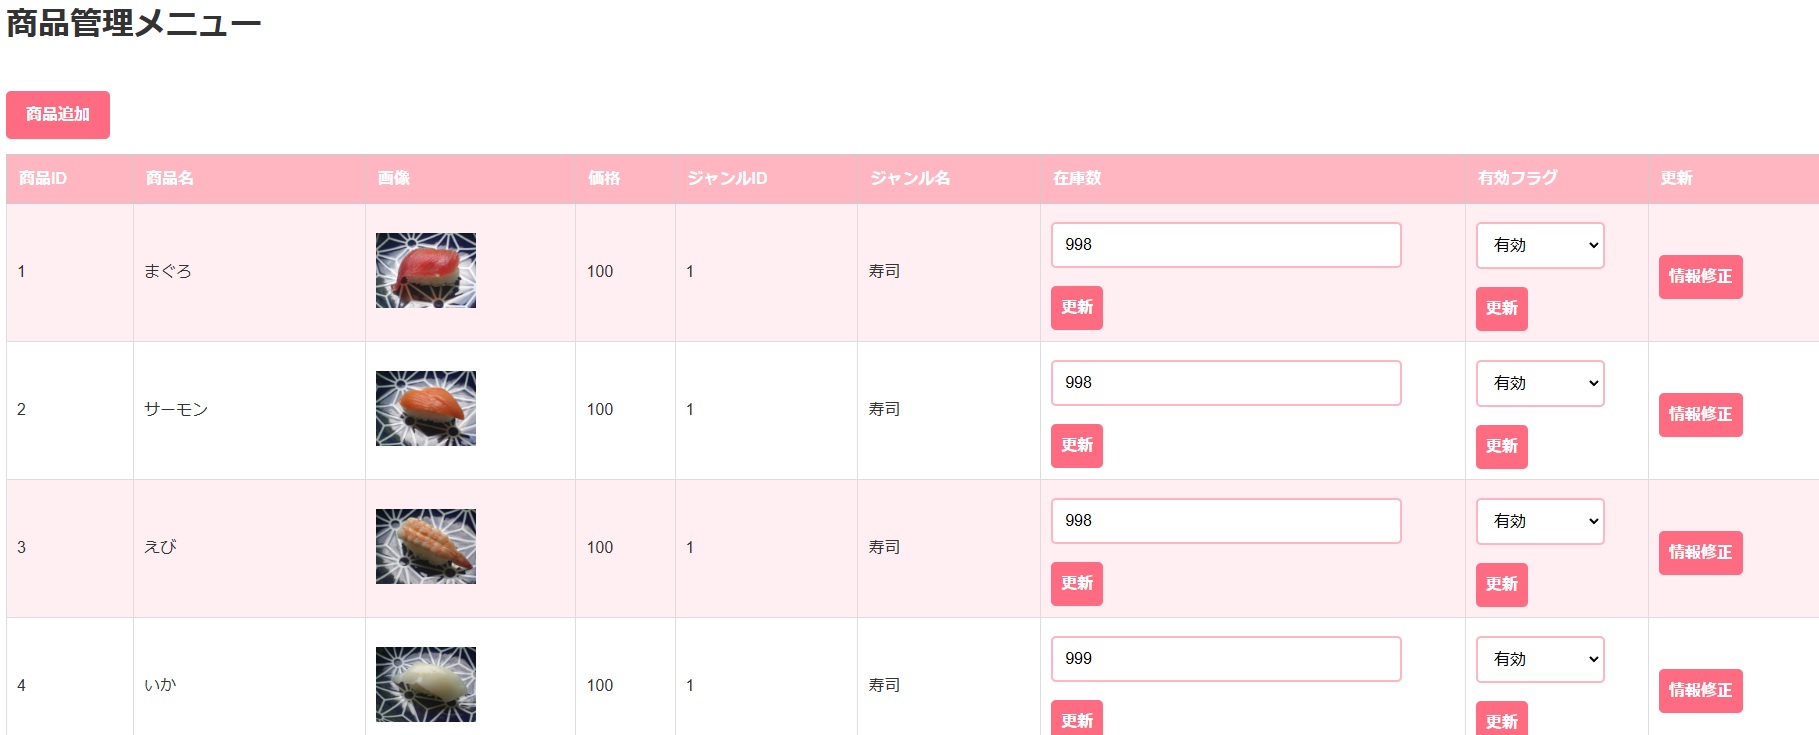 商品管理メニュー
商品追加
商品ID 商品名 画像 価格 ジャンルID ジャンル名 在庫数 有効フラグ 更新
1 まぐろ 100 1 寿司 998 有効 情報修正
更新 更新
2 サーモン 100 1 寿司 998 有効 情報修正
更新 更新
3 えび 100 1 寿司 998 有効 情報修正
更新 更新
4 いか 100 1 寿司 999 有効 情報修正
更新 更新